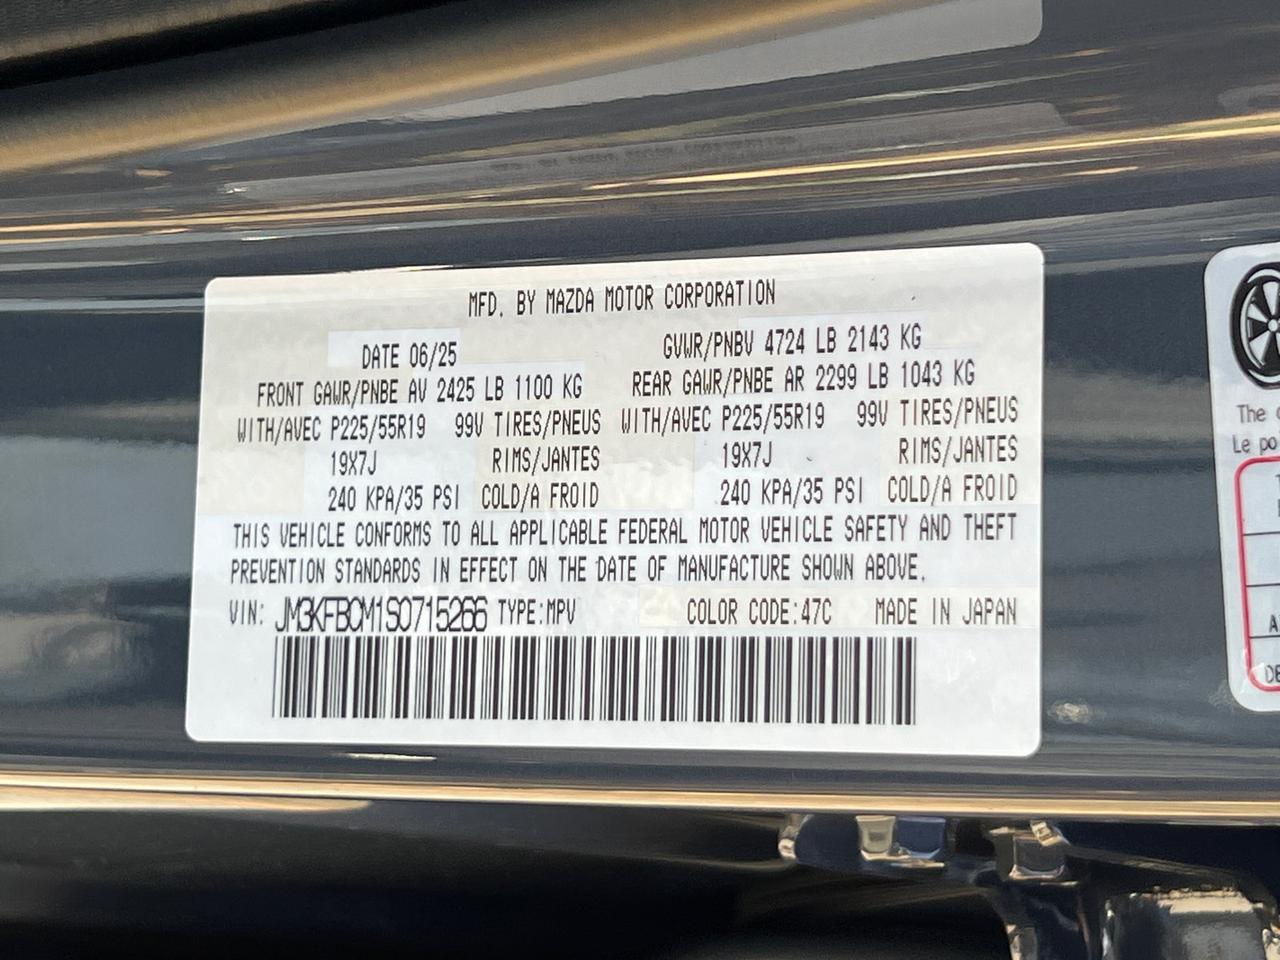 MFD. BY MAZDA MOTOR CORPORATION
DATE 06/25 GVWR/PNBV 4724 LB 2143 KG
FRONT GAWR/PNBE AV 2425 LB 1100 KG REAR GAWR/PNBE AR 2299 LB 1043 KG
WITH/AVEC P225/55R19 99V TIRES/PNEUS WITH/AVEC P225/55R19 99V TIRES/PNEUS
19X7J RIMS/JANTES 19X7J RIMS/JANTES
240 KPA/35 PSI COLD/A FROID 240 KPA/35 PSI COLD/A FROID
THIS VEHICLE CONFORMS TO ALL APPLICABLE FEDERAL MOTOR VEHICLE SAFETY AND THEFT
PREVENTION STANDARDS IN EFFECT ON THE DATE OF MANUFACTURE SHOWN ABOVE.
VIN: JM3KFBCM1S0715266 TYPE:MPV COLOR CODE:47C MADE IN JAPAN
The
Le po